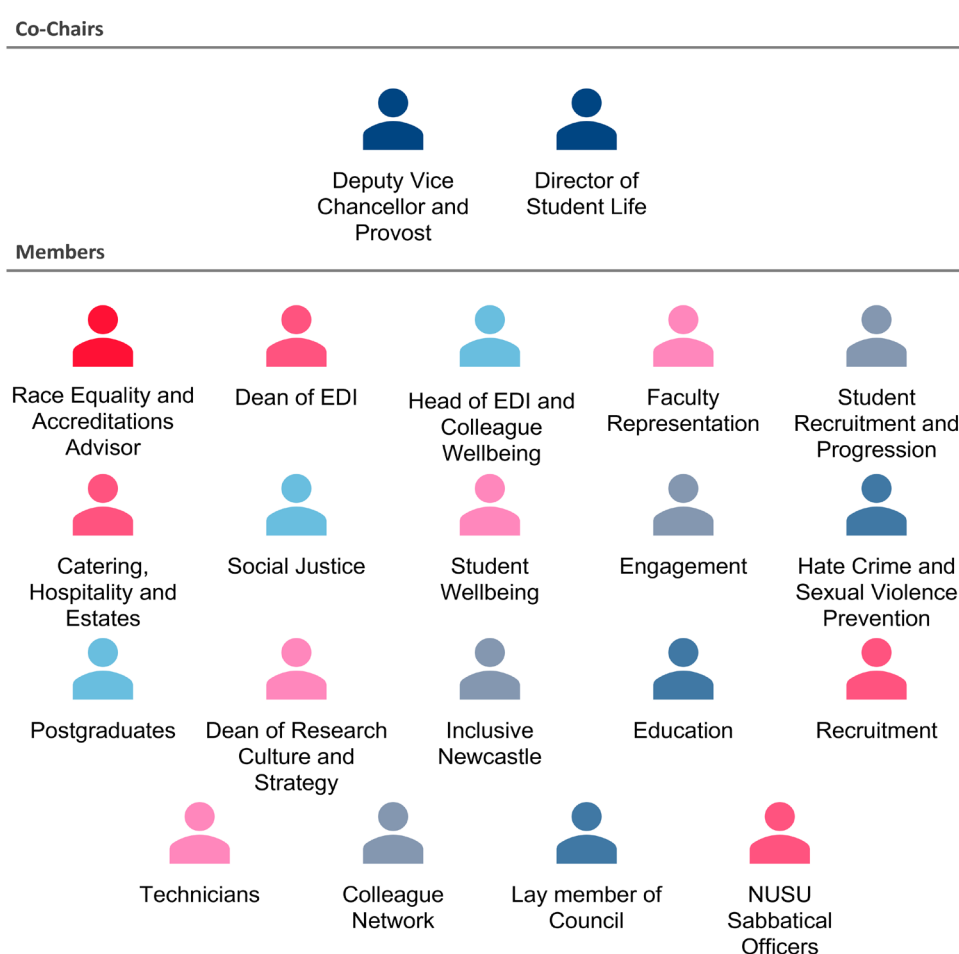 Co-Chairs
Deputy Vice
Chancellor and
Provost
Director of
Student Life
Members
Race Equality and
Accreditations
Advisor
Dean of EDI
Head of EDI and
Colleague
Wellbeing
Faculty
Representation
Student
Recruitment and
Progression
Catering,
Hospitality and
Estates
Social Justice
Student
Wellbeing
Engagement
Hate Crime and
Sexual Violence
Prevention
Postgraduates
Dean of Research
Culture and
Strategy
Inclusive
Newcastle
Education
Recruitment
Technicians
Colleague
Network
Lay member of
Council
NUSU
Sabbatical
Officers